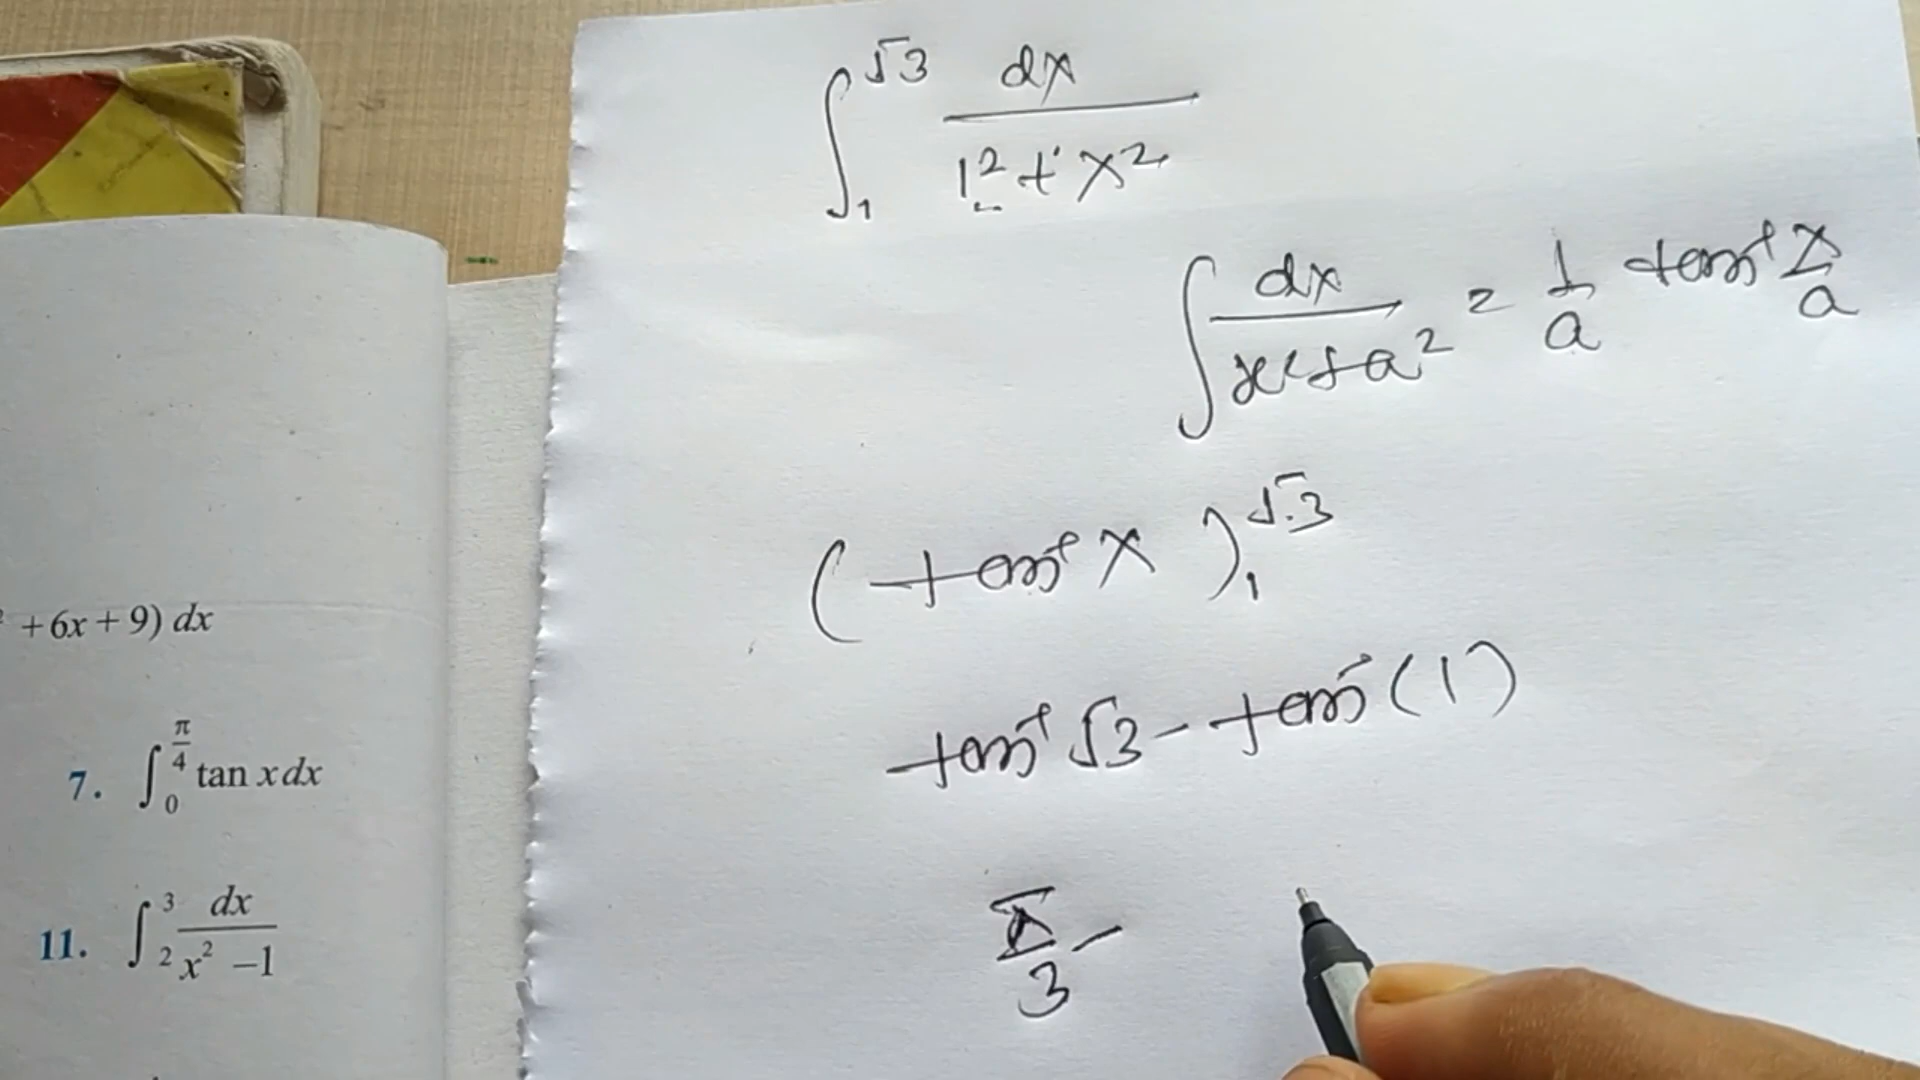 ∫₁^√3 dx / 1² + x²
∫ dx / x² + a² = 1/a tan⁻¹ x/a
(tan⁻¹ x)₁^√3
tan⁻¹ √3 - tan⁻¹ (1)
π/3 -
+6x + 9) dx
7. ∫₀^π/4 tan x dx
11. ∫₂³ dx / x² − 1